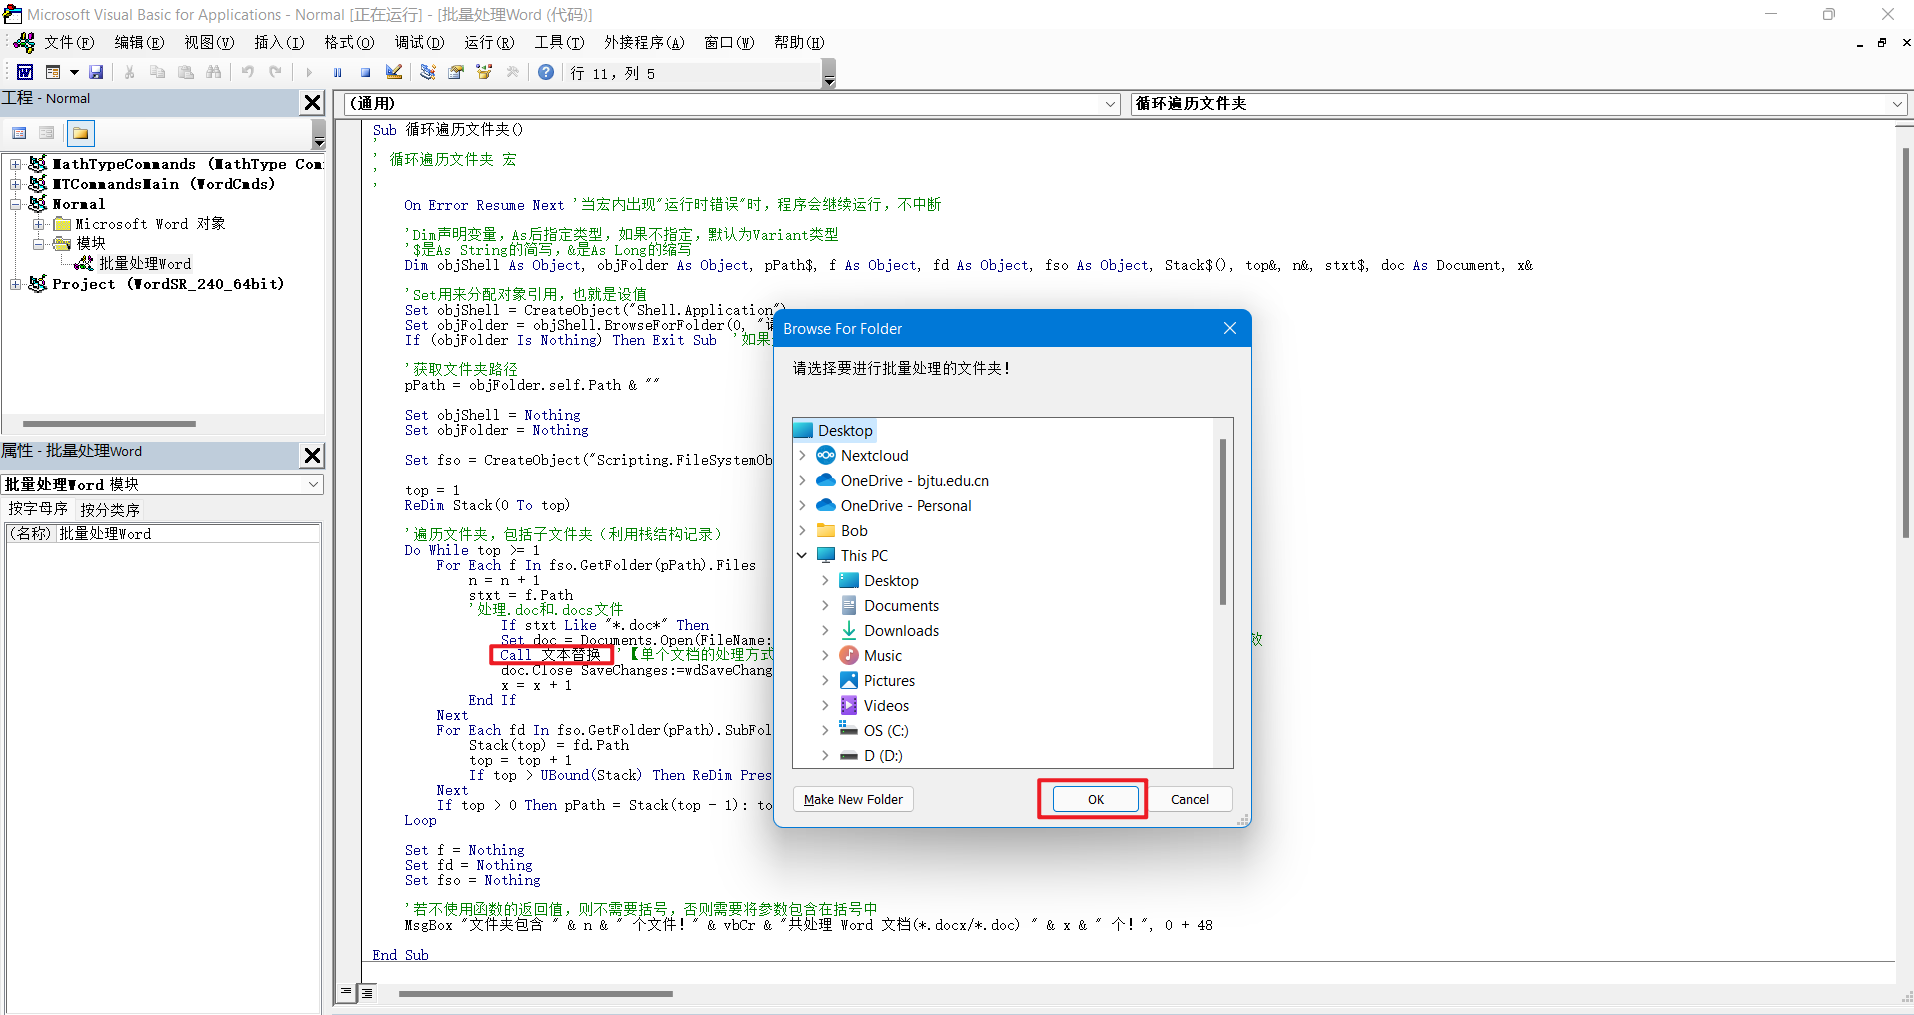 Microsoft Visual Basic for Applications - Normal [正在运行] - [批量处理Word (代码)]
文件(F) 编辑(E) 视图(V) 插入(I) 格式(O) 调试(D) 运行(R) 工具(T) 外接程序(A) 窗口(W) 帮助(H)
行 11，列 5
工程 - Normal
MathTypeCommands (MathType Com
MTCommandsMain (WordCmds)
Normal
Microsoft Word 对象
模块
批量处理Word
Project (WordSR_240_64bit)
属性 - 批量处理Word
批量处理Word 模块
按字母序 按分类序
(名称) 批量处理Word
(通用) 循环遍历文件夹
Sub 循环遍历文件夹()
'
' 循环遍历文件夹 宏
'
'
On Error Resume Next '当宏内出现"运行时错误"时，程序会继续运行，不中断
'Dim声明变量，As后指定类型，如果不指定，默认为Variant类型
'$是As String的简写，&是As Long的缩写
Dim objShell As Object, objFolder As Object, pPath$, f As Object, fd As Object, fso As Object, Stack$(), top&, n&, stxt$, doc As Document, x&
'Set用来分配对象引用，也就是设值
Set objShell = CreateObject("Shell.Application")
Set objFolder = objShell.BrowseForFolder(0, "请
If (objFolder Is Nothing) Then Exit Sub '如果
'获取文件夹路径
pPath = objFolder.self.Path & ""
Set objShell = Nothing
Set objFolder = Nothing
Set fso = CreateObject("Scripting.FileSystemOb
top = 1
ReDim Stack(0 To top)
'遍历文件夹，包括子文件夹（利用栈结构记录）
Do While top >= 1
For Each f In fso.GetFolder(pPath).Files
n = n + 1
stxt = f.Path
'处理.doc和.docs文件
If stxt Like "*.doc*" Then
Set doc = Documents.Open(FileName: 效
Call 文本替换 '【单个文档的处理方式
doc.Close SaveChanges:=wdSaveChang
x = x + 1
End If
Next
For Each fd In fso.GetFolder(pPath).SubFol
Stack(top) = fd.Path
top = top + 1
If top > UBound(Stack) Then ReDim Pres
Next
If top > 0 Then pPath = Stack(top - 1): to
Loop
Set f = Nothing
Set fd = Nothing
Set fso = Nothing
'若不使用函数的返回值，则不需要括号，否则需要将参数包含在括号中
MsgBox "文件夹包含 " & n & " 个文件！" & vbCr & "共处理 Word 文档(*.docx/*.doc) " & x & " 个！", 0 + 48
End Sub
Browse For Folder
请选择要进行批量处理的文件夹！
Desktop
Nextcloud
OneDrive - bjtu.edu.cn
OneDrive - Personal
Bob
This PC
Desktop
Documents
Downloads
Music
Pictures
Videos
OS (C:)
D (D:)
Make New Folder OK Cancel